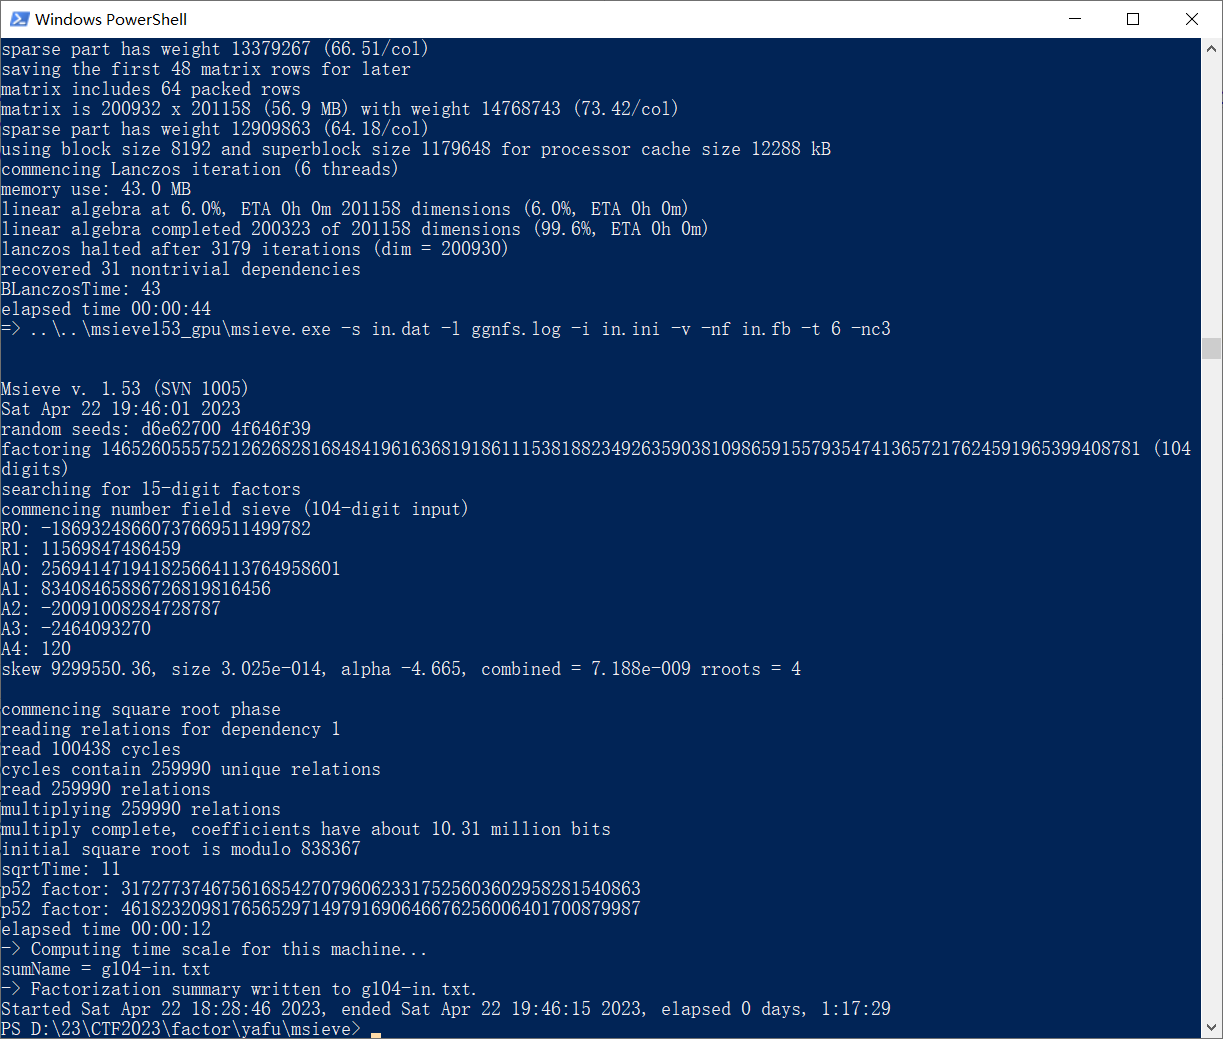 Windows PowerShell
sparse part has weight 13379267 (66.51/col)
saving the first 48 matrix rows for later
matrix includes 64 packed rows
matrix is 200932 x 201158 (56.9 MB) with weight 14768743 (73.42/col)
sparse part has weight 12909863 (64.18/col)
using block size 8192 and superblock size 1179648 for processor cache size 12288 kB
commencing Lanczos iteration (6 threads)
memory use: 43.0 MB
linear algebra at 6.0%, ETA 0h 0m 201158 dimensions (6.0%, ETA 0h 0m)
linear algebra completed 200323 of 201158 dimensions (99.6%, ETA 0h 0m)
lanczos halted after 3179 iterations (dim = 200930)
recovered 31 nontrivial dependencies
BLanczosTime: 43
elapsed time 00:00:44
=> ..\..\msieve153_gpu\msieve.exe -s in.dat -l ggnfs.log -i in.ini -v -nf in.fb -t 6 -nc3
Msieve v. 1.53 (SVN 1005)
Sat Apr 22 19:46:01 2023
random seeds: d6e62700 4f646f39
factoring 14652605557521262682816848419616368191861115381882349263590381098659155793547413657217624591965399408781 (104
digits)
searching for 15-digit factors
commencing number field sieve (104-digit input)
R0: -18693248660737669511499782
R1: 11569847486459
A0: 256941471941825664113764958601
A1: 83408465886726819816456
A2: -20091008284728787
A3: -2464093270
A4: 120
skew 9299550.36, size 3.025e-014, alpha -4.665, combined = 7.188e-009 rroots = 4
commencing square root phase
reading relations for dependency 1
read 100438 cycles
cycles contain 259990 unique relations
read 259990 relations
multiplying 259990 relations
multiply complete, coefficients have about 10.31 million bits
initial square root is modulo 838367
sqrtTime: 11
p52 factor: 3172773746756168542707960623317525603602958281540863
p52 factor: 4618232098176565297149791690646676256006401700879987
elapsed time 00:00:12
-> Computing time scale for this machine...
sumName = g104-in.txt
-> Factorization summary written to g104-in.txt.
Started Sat Apr 22 18:28:46 2023, ended Sat Apr 22 19:46:15 2023, elapsed 0 days, 1:17:29
PS D:\23\CTF2023\factor\yafu\msieve>